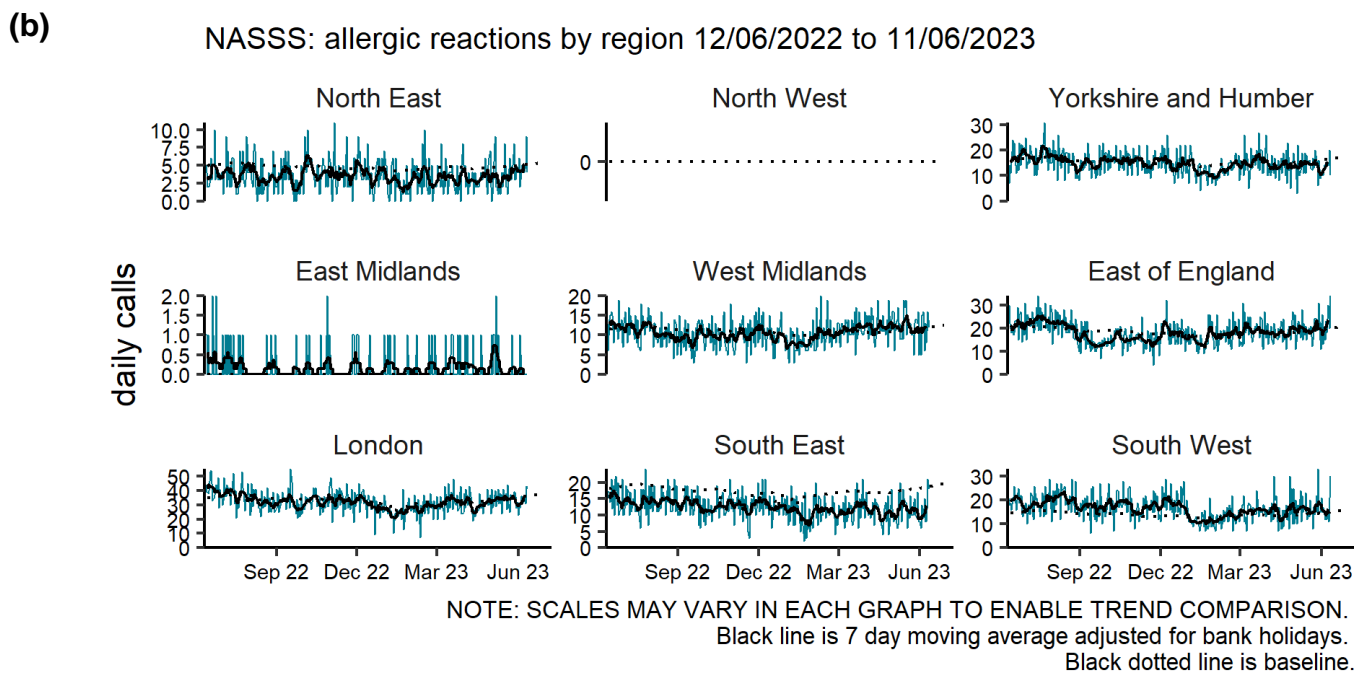 (b)
NASSS: allergic reactions by region 12/06/2022 to 11/06/2023
North East
North West
Yorkshire and Humber
10.0
7.5
5.0
2.5
0.0
0
30
20
10
0
East Midlands
West Midlands
East of England
daily calls
2.0
1.5
1.0
0.5
0.0
20
15
10
5
0
30
20
10
0
London
South East
South West
50
40
30
20
10
0
20
15
10
5
0
30
20
10
0
Sep 22 Dec 22 Mar 23 Jun 23
Sep 22 Dec 22 Mar 23 Jun 23
Sep 22 Dec 22 Mar 23 Jun 23
NOTE: SCALES MAY VARY IN EACH GRAPH TO ENABLE TREND COMPARISON.
Black line is 7 day moving average adjusted for bank holidays.
Black dotted line is baseline.